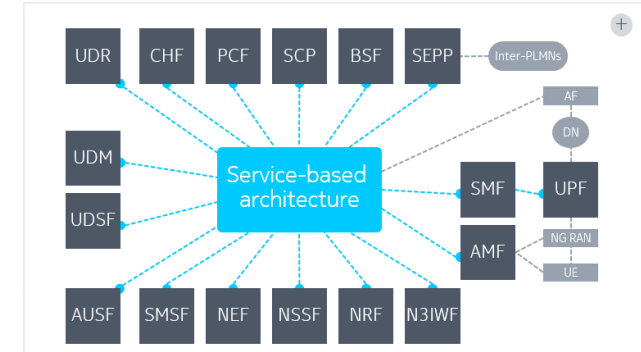 +
UDR CHF PCF SCP BSF SEPP Inter-PLMNs
AF
DN
UDM
Service-based
architecture
SMF UPF
UDSF
NG RAN
AMF
UE
AUSF SMSF NEF NSSF NRF N3IWF